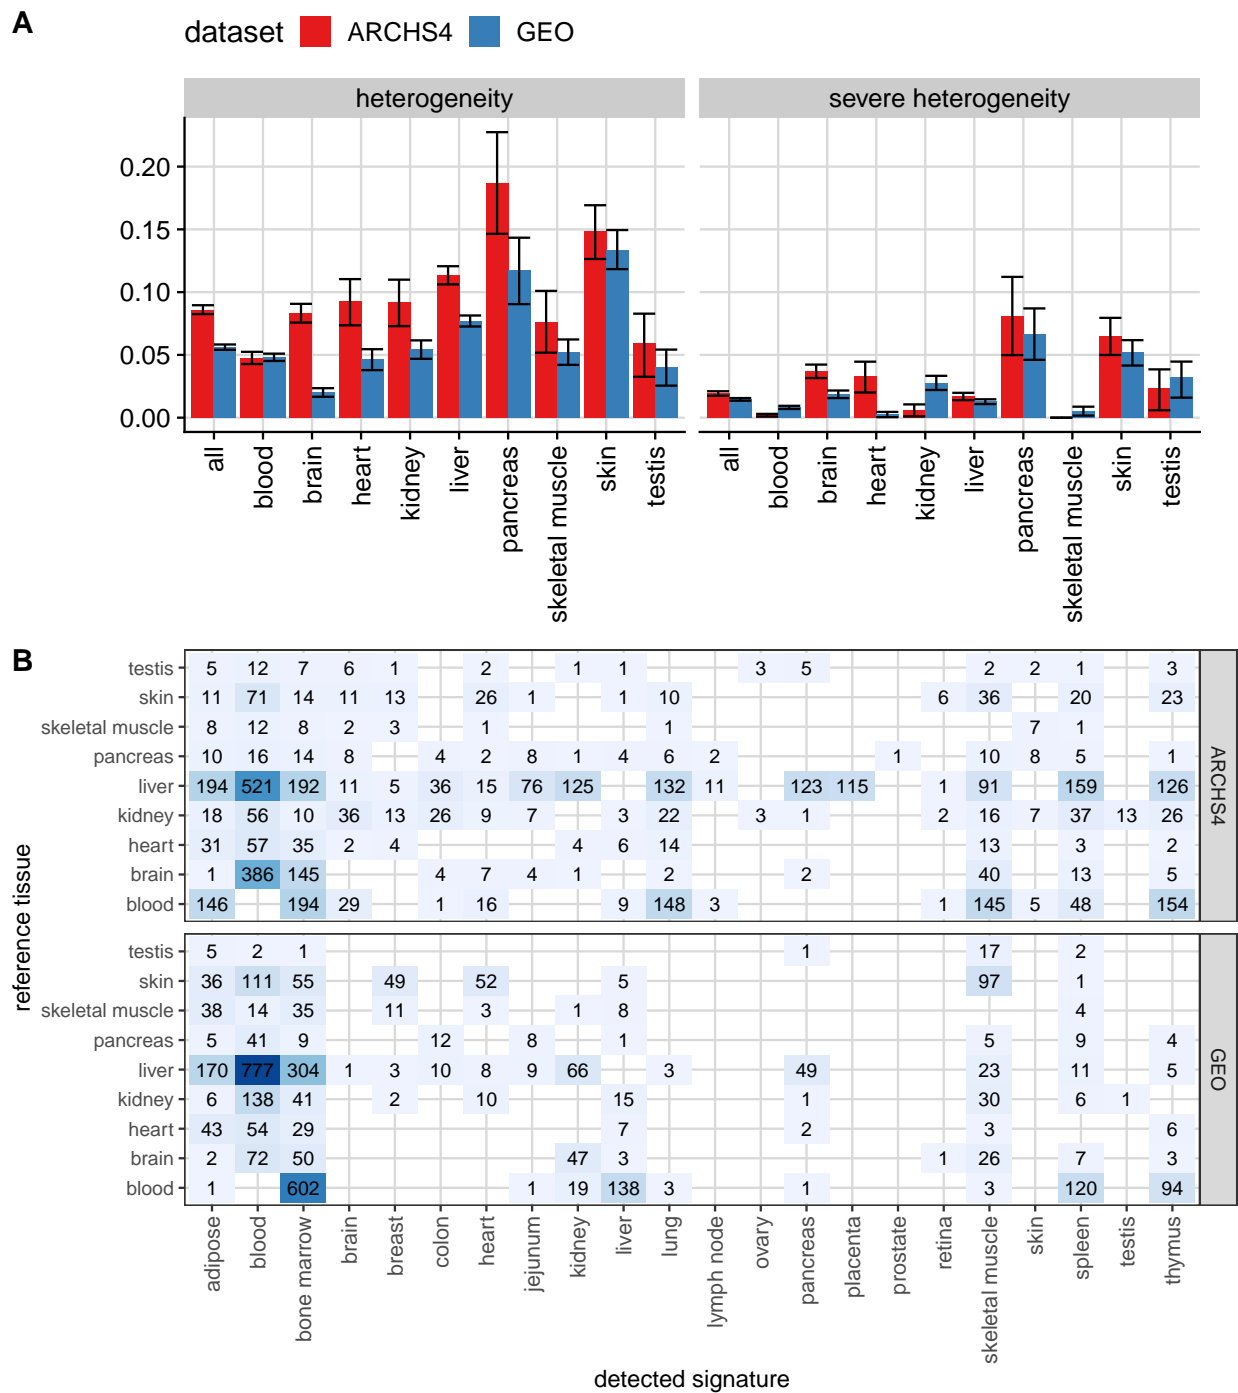 A
dataset ARCHS4 GEO
heterogeneity severe heterogeneity
0.20
0.15
0.10
0.05
0.00
all blood brain heart kidney liver pancreas skeletal muscle skin testis all blood brain heart kidney liver pancreas skeletal muscle skin testis
B
reference tissue
ARCHS4
testis 5 12 7 6 1 2 1 1 3 5 2 2 1 3
skin 11 71 14 11 13 26 1 1 10 6 36 20 23
skeletal muscle 8 12 8 2 3 1 1 7 1
pancreas 10 16 14 8 4 2 8 1 4 6 2 1 10 8 5 1
liver 194 521 192 11 5 36 15 76 125 132 11 123 115 1 91 159 126
kidney 18 56 10 36 13 26 9 7 3 22 3 1 2 16 7 37 13 26
heart 31 57 35 2 4 4 6 14 13 3 2
brain 1 386 145 4 7 4 1 2 2 40 13 5
blood 146 194 29 1 16 9 148 3 1 145 5 48 154
GEO
testis 5 2 1 1 17 2
skin 36 111 55 49 52 5 97 1
skeletal muscle 38 14 35 11 3 1 8 4
pancreas 5 41 9 12 8 1 5 9 4
liver 170 777 304 1 3 10 8 9 66 3 49 23 11 5
kidney 6 138 41 2 10 15 1 30 6 1
heart 43 54 29 7 2 3 6
brain 2 72 50 47 3 1 26 7 3
blood 1 602 1 19 138 3 1 3 120 94
adipose blood bone marrow brain breast colon heart jejunum kidney liver lung lymph node ovary pancreas placenta prostate retina skeletal muscle skin spleen testis thymus
detected signature